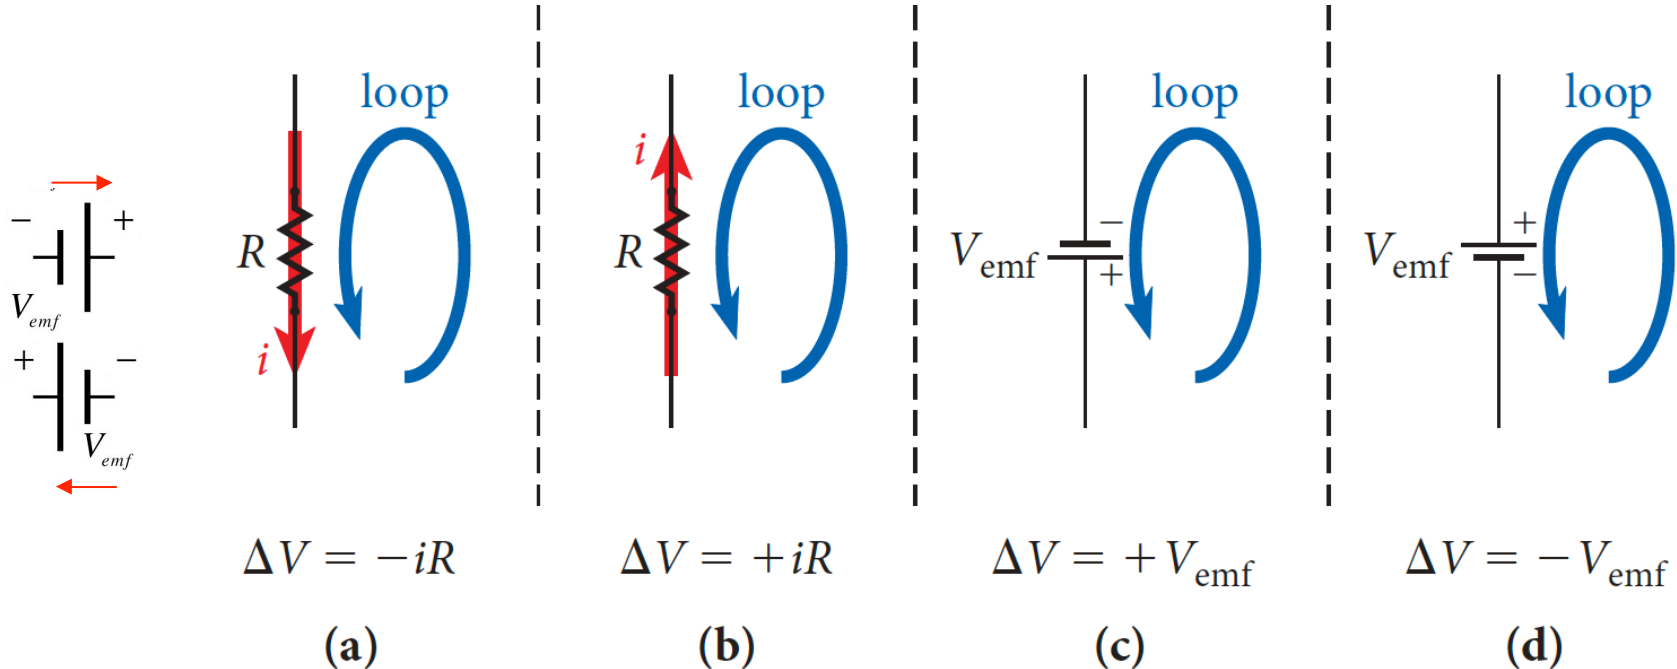 − +
V_emf
+ −
V_emf
loop
R
i
ΔV = −iR
(a)
loop
i
R
ΔV = +iR
(b)
loop
−
V_emf
+
ΔV = +V_emf
(c)
loop
+
V_emf
−
ΔV = −V_emf
(d)